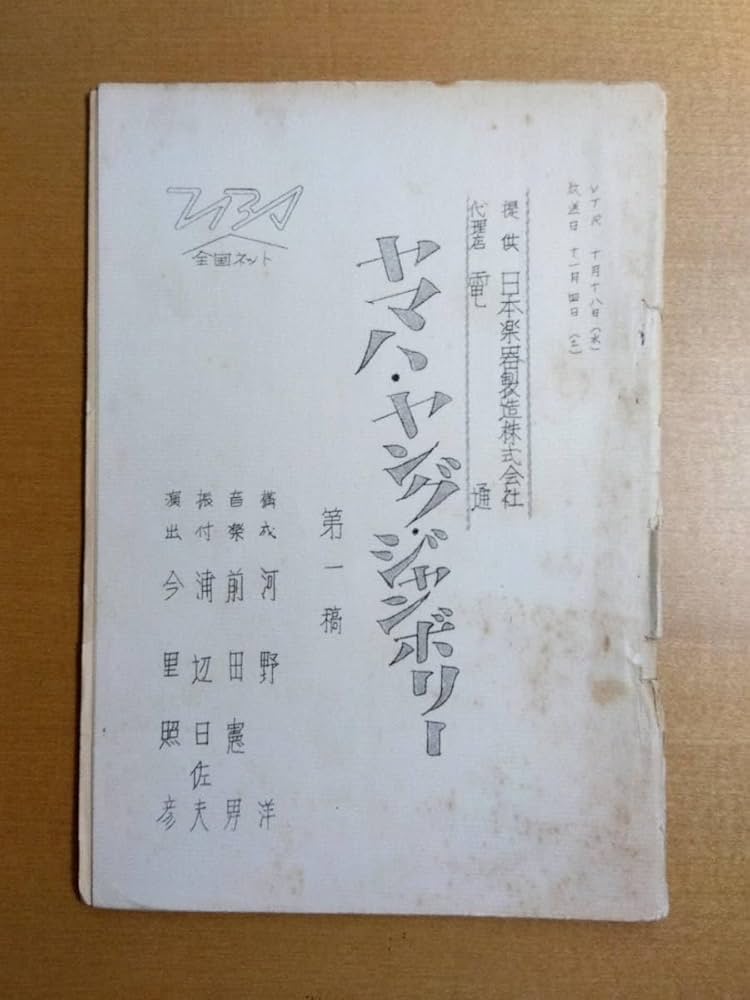 VTR 十月十八日(水)
放送日 十一月四日(土)
提供 日本楽器製造株式会社
代理店 電通
ヤマハ・ヤング・ジャンボリー
第一稿
構成 河野洋
音楽 前田憲男
振付 浦辺日佐夫
演出 今里照彦
全国ネット